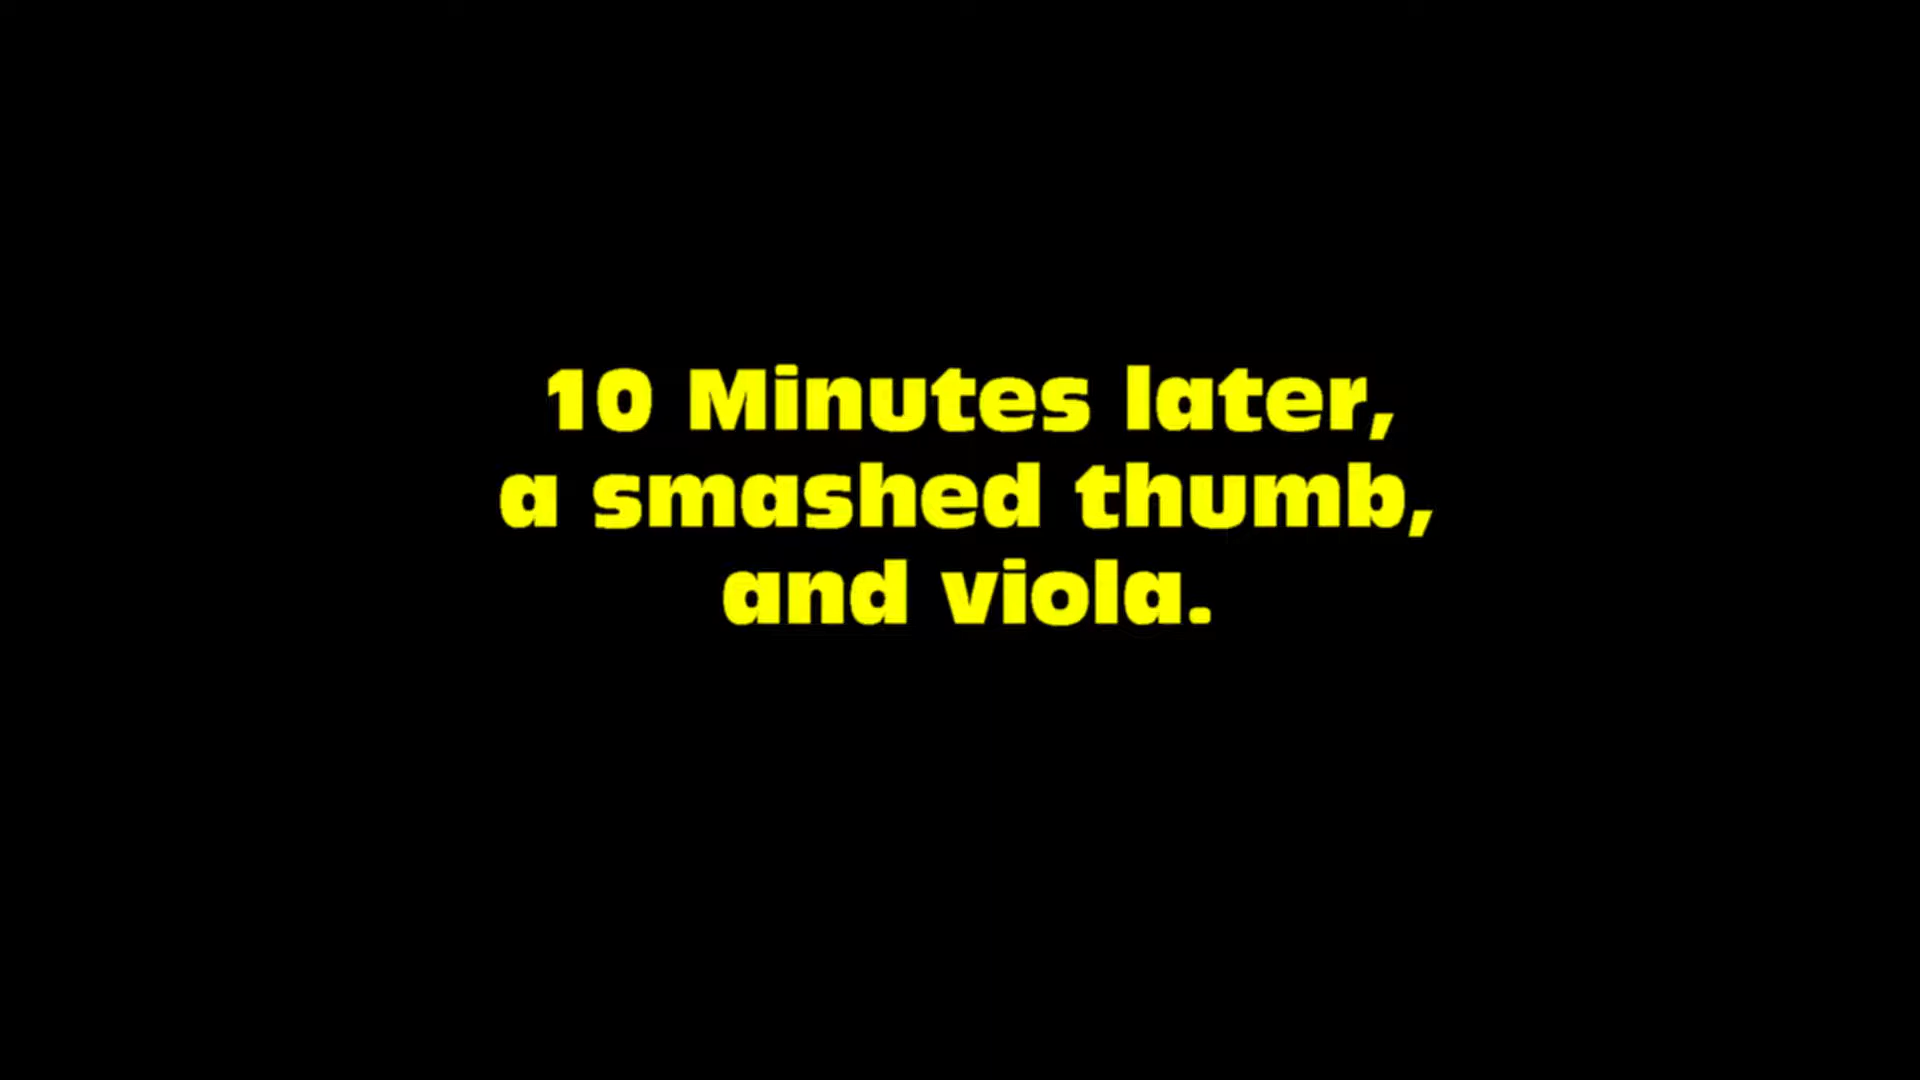 10 Minutes later,
a smashed thumb,
and viola.